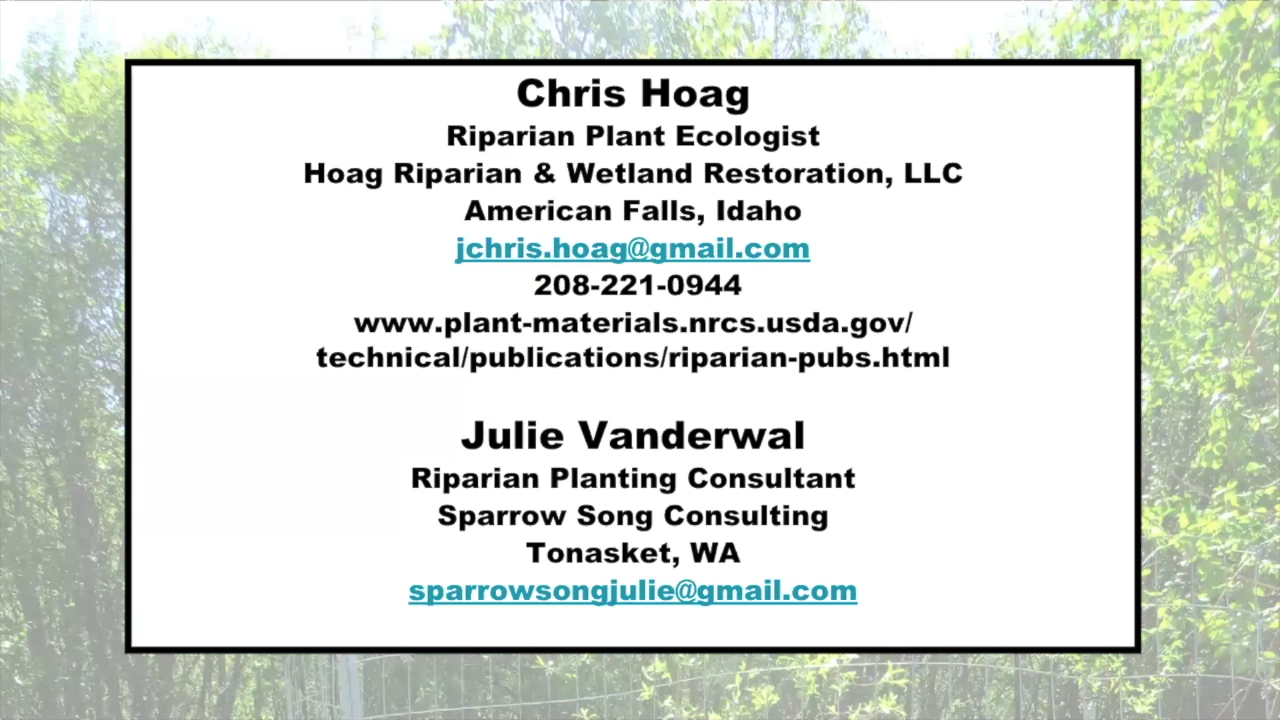 Chris Hoag
Riparian Plant Ecologist
Hoag Riparian & Wetland Restoration, LLC
American Falls, Idaho
jchris.hoag@gmail.com
208-221-0944
www.plant-materials.nrcs.usda.gov/
technical/publications/riparian-pubs.html
Julie Vanderwal
Riparian Planting Consultant
Sparrow Song Consulting
Tonasket, WA
sparrowsongjulie@gmail.com